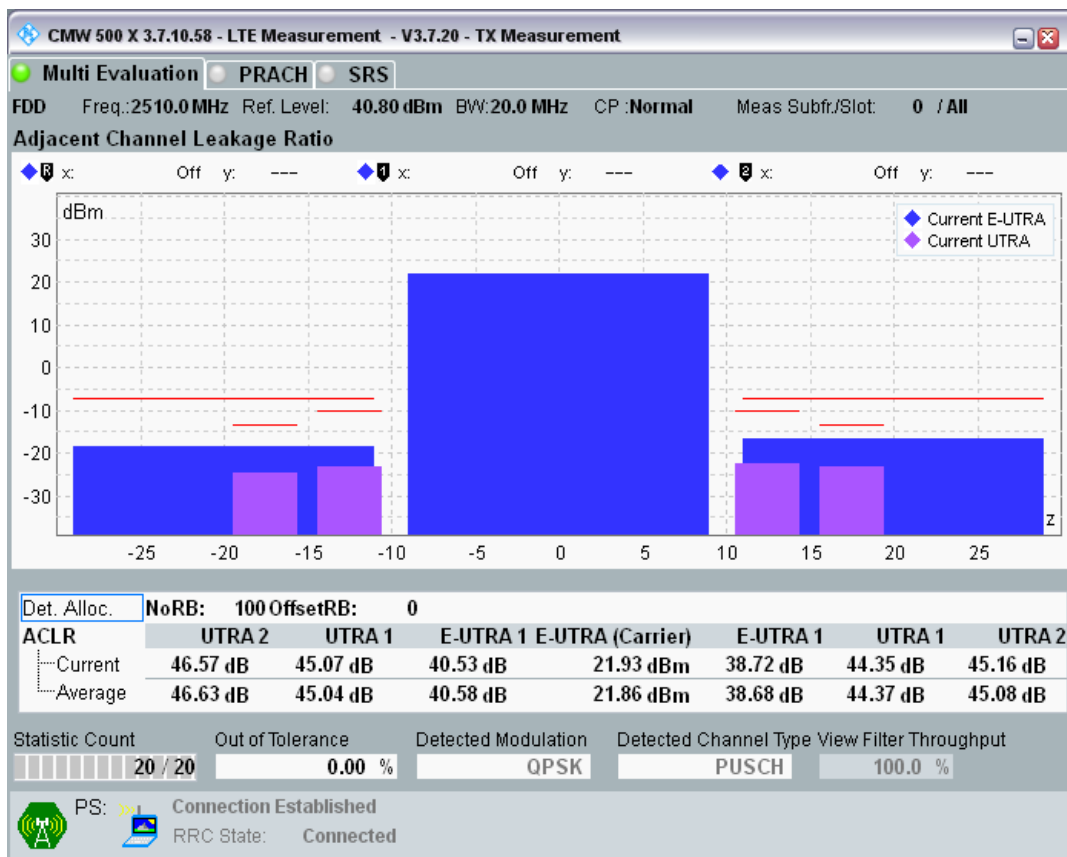 CMW 500 X 3.7.10.58 - LTE Measurement - V3.7.20 - TX Measurement
Multi Evaluation PRACH SRS
FDD Freq.:2510.0 MHz Ref. Level: 40.80 dBm BW:20.0 MHz CP :Normal Meas Subfr./Slot: 0 / All
Adjacent Channel Leakage Ratio
R x: Off y: --- 1 x: Off y: --- 2 x: Off y: ---
dBm
Current E-UTRA
Current UTRA
30
20
10
0
-10
-20
-30
z
-25 -20 -15 -10 -5 0 5 10 15 20 25
Det. Alloc. NoRB: 100 OffsetRB: 0
ACLR UTRA 2 UTRA 1 E-UTRA 1 E-UTRA (Carrier) E-UTRA 1 UTRA 1 UTRA 2
Current 46.57 dB 45.07 dB 40.53 dB 21.93 dBm 38.72 dB 44.35 dB 45.16 dB
Average 46.63 dB 45.04 dB 40.58 dB 21.86 dBm 38.68 dB 44.37 dB 45.08 dB
Statistic Count Out of Tolerance Detected Modulation Detected Channel Type View Filter Throughput
20 / 20 0.00 % QPSK PUSCH 100.0 %
PS: Connection Established
RRC State: Connected